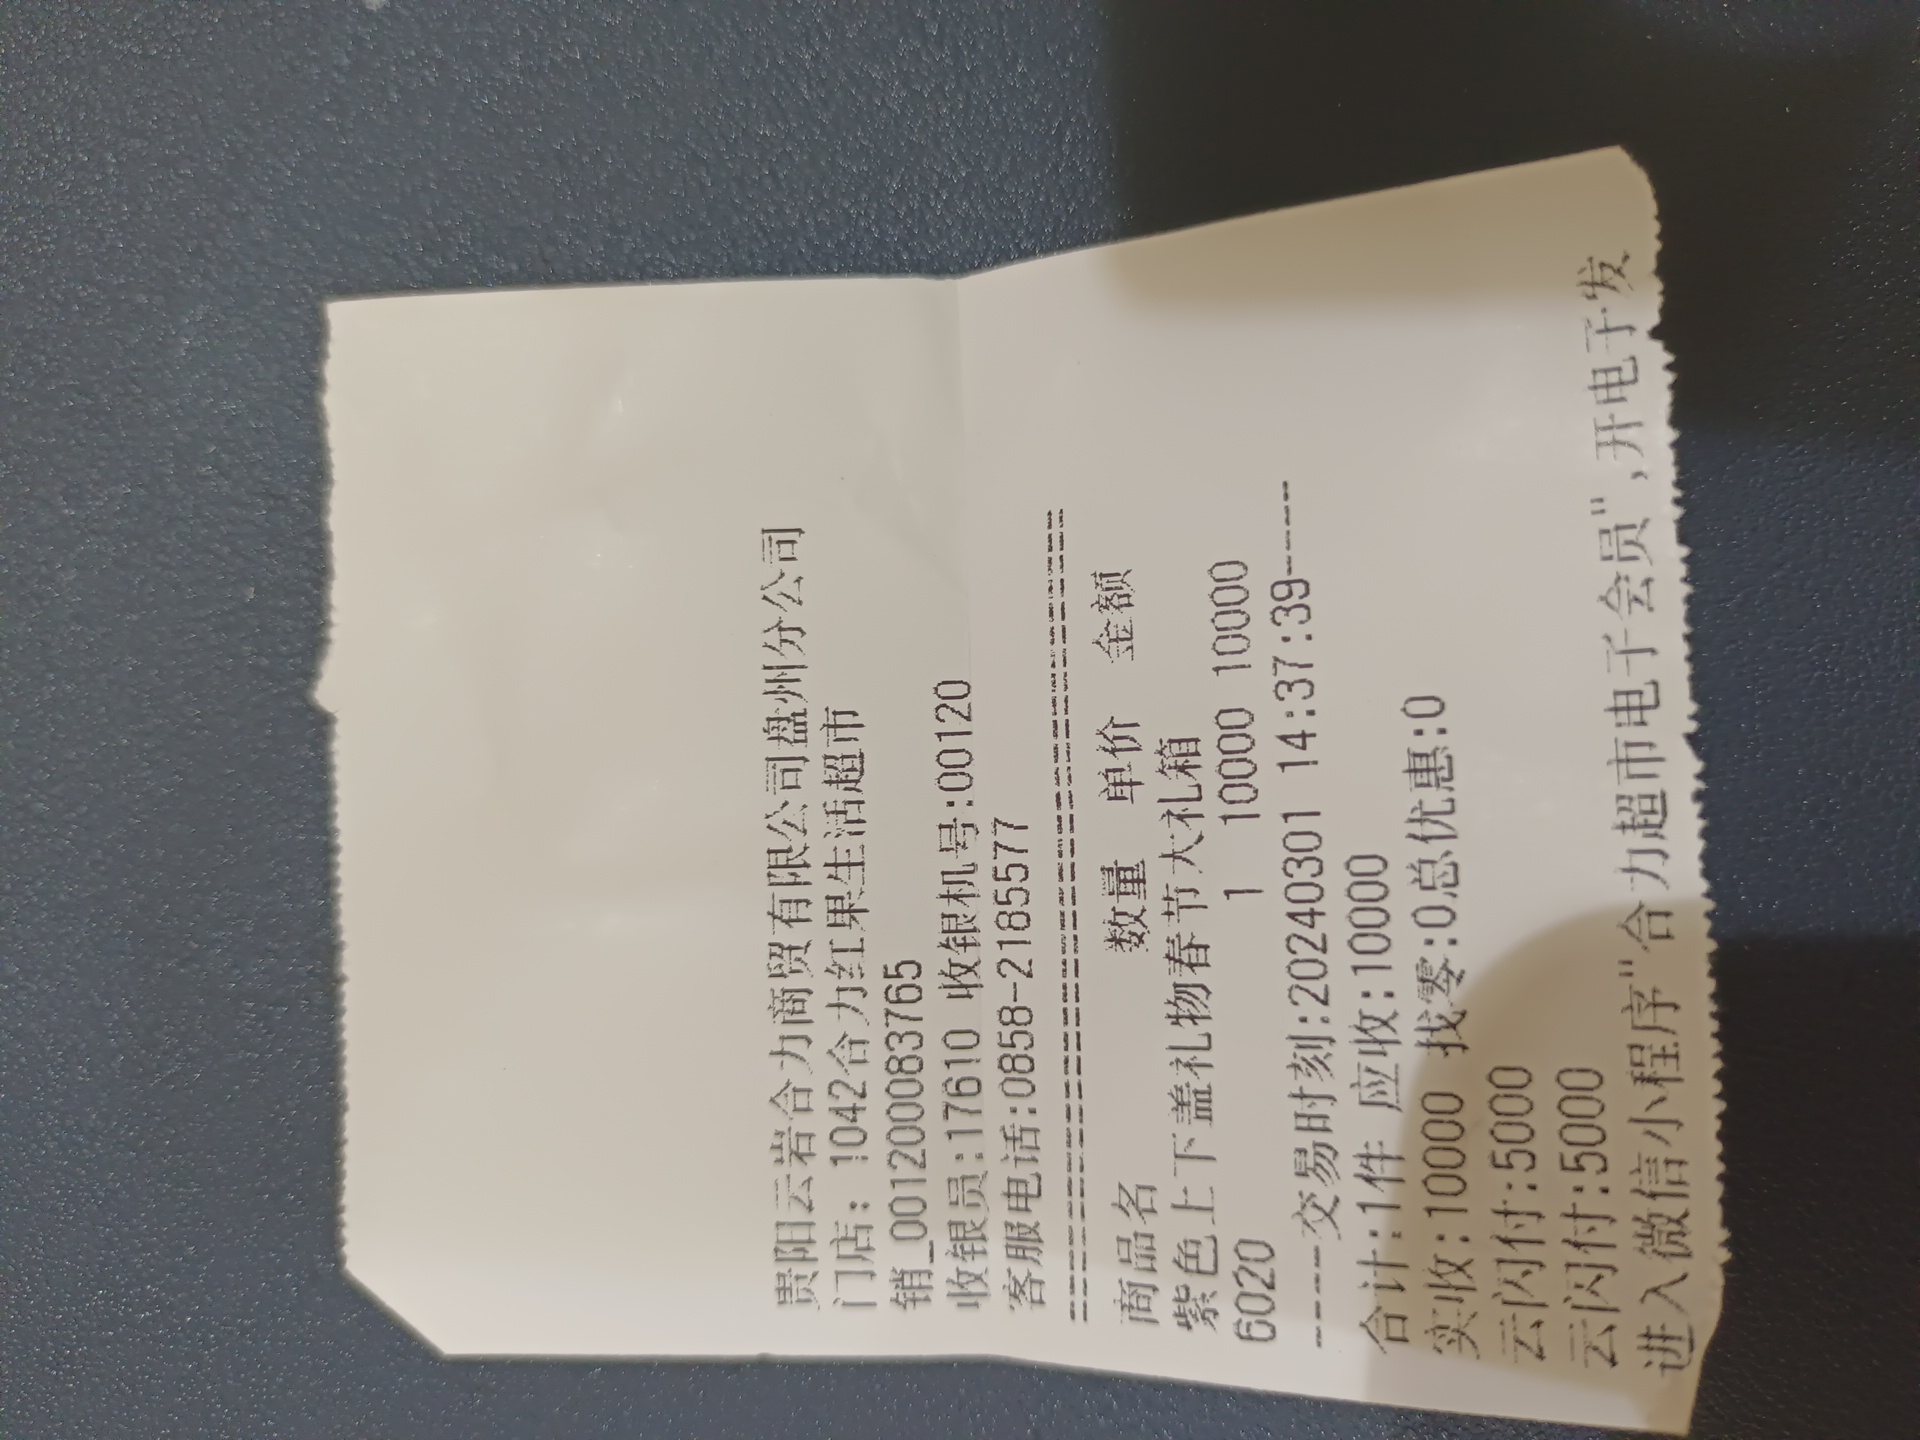 贵阳云岩合力商贸有限公司盘州分公司
门店：1042合力红果生活超市
销_00120000083765
收银员:17610 收银机号:00120
客服电话:0858-2185577
商品名 数量 单价 金额
紫色上下盖礼物春节大礼箱
6020 1 10000 10000
-----交易时刻:20240301 14:37:39-----
合计:1件 应收:10000
实收:10000 找零:0总优惠:0
云闪付:5000
云闪付:5000
进入微信小程序"合力超市电子会员",开电子发